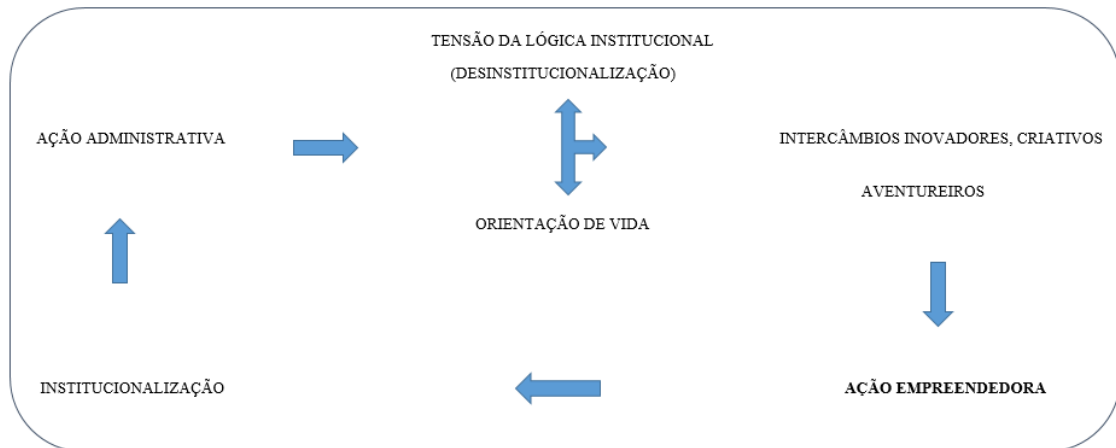 TENSÃO DA LÓGICA INSTITUCIONAL
(DESINSTITUCIONALIZAÇÃO)
AÇÃO ADMINISTRATIVA
INTERCÂMBIOS INOVADORES, CRIATIVOS
AVENTUREIROS
ORIENTAÇÃO DE VIDA
INSTITUCIONALIZAÇÃO
AÇÃO EMPREENDEDORA